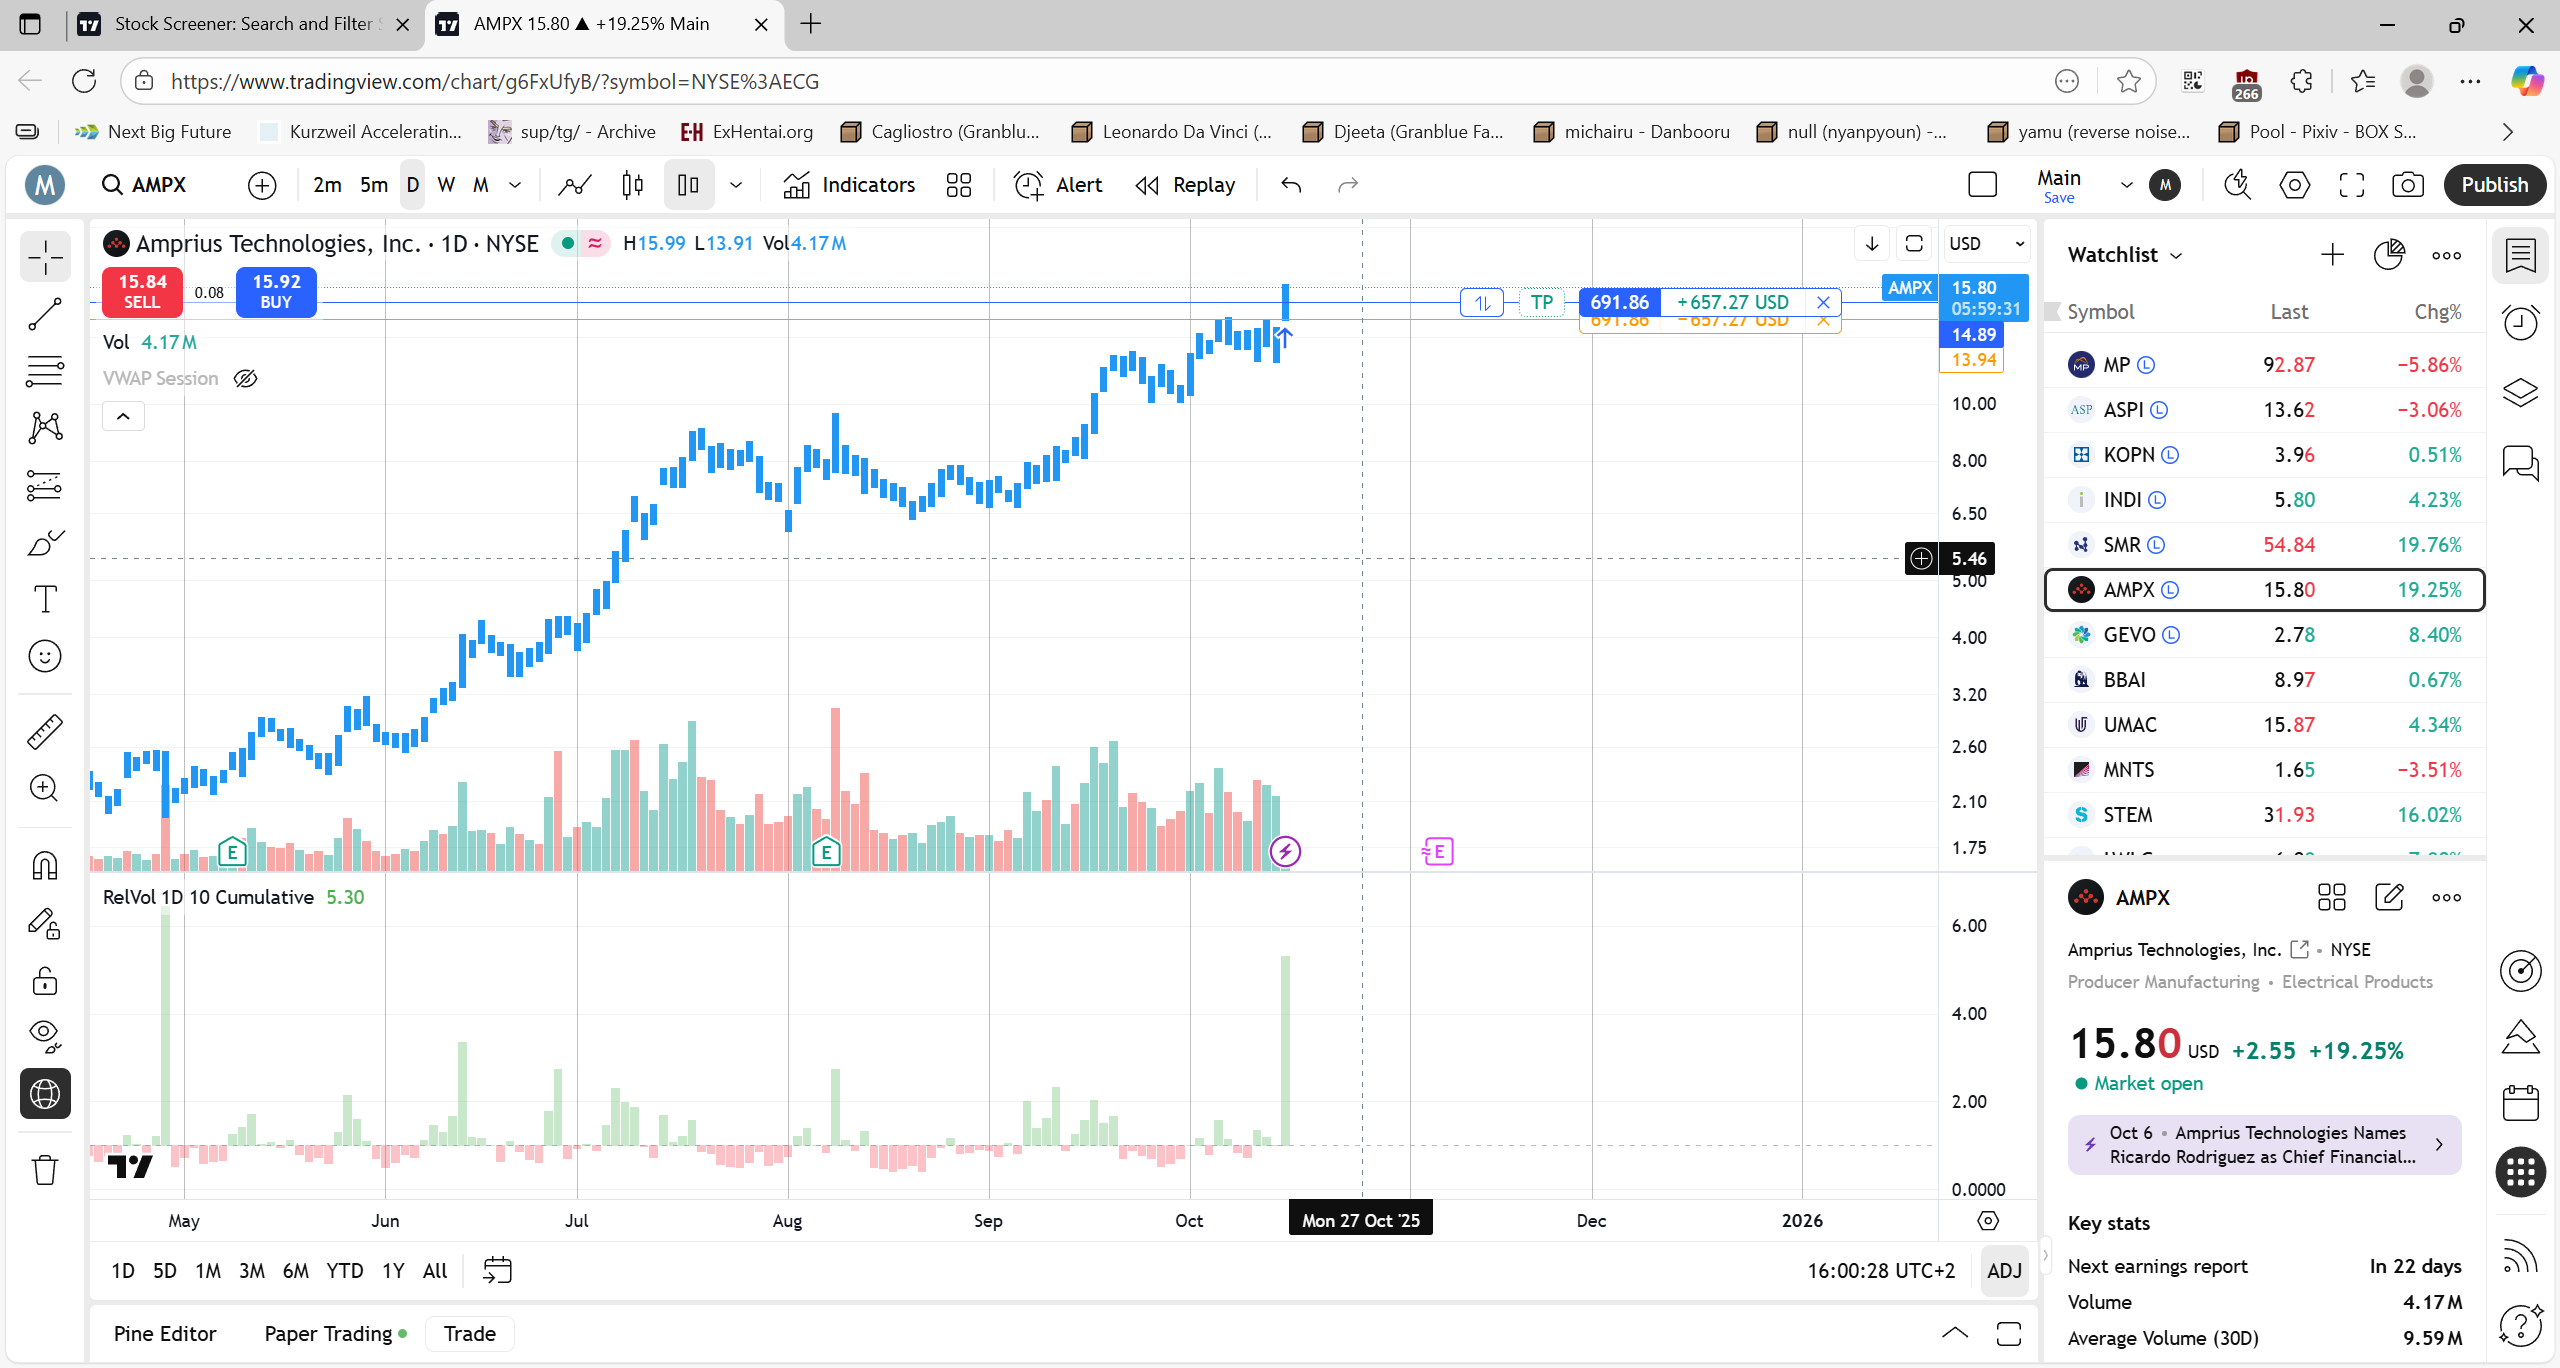 Stock Screener: Search and Filter S
AMPX 15.80 ▲ +19.25% Main
https://www.tradingview.com/chart/g6FxUfyB/?symbol=NYSE%3AECG
266
Next Big Future
Kurzweil Acceleratin...
sup/tg/ - Archive
ExHentai.org
Cagliostro (Granblu...
Leonardo Da Vinci (...
Djeeta (Granblue Fa...
michairu - Danbooru
null (nyanpyoun) -...
yamu (reverse noise...
Pool - Pixiv - BOX S...
M
AMPX
2m 5m D W M
Indicators
Alert
Replay
Main
Save
M
Publish
Amprius Technologies, Inc. · 1D · NYSE
H15.99 L13.91 Vol4.17M
USD
15.84
SELL
0.08
15.92
BUY
Vol 4.17M
VWAP Session
TP
691.86 +657.27 USD
691.86 −657.27 USD
AMPX
15.80
05:59:31
14.89
13.94
10.00
8.00
6.50
5.46
5.00
4.00
3.20
2.60
2.10
1.75
E
E
E
RelVol 1D 10 Cumulative 5.30
6.00
4.00
2.00
0.0000
May
Jun
Jul
Aug
Sep
Oct
Mon 27 Oct '25
Dec
2026
1D 5D 1M 3M 6M YTD 1Y All
16:00:28 UTC+2
ADJ
Pine Editor
Paper Trading
Trade
Watchlist
Symbol Last Chg%
MP L 92.87 −5.86%
ASPI L 13.62 −3.06%
KOPN L 3.96 0.51%
INDI L 5.80 4.23%
SMR L 54.84 19.76%
AMPX L 15.80 19.25%
GEVO L 2.78 8.40%
BBAI 8.97 0.67%
UMAC 15.87 4.34%
MNTS 1.65 −3.51%
STEM 31.93 16.02%
AMPX
Amprius Technologies, Inc. • NYSE
Producer Manufacturing • Electrical Products
15.80 USD +2.55 +19.25%
Market open
Oct 6 • Amprius Technologies Names
Ricardo Rodriguez as Chief Financial...
Key stats
Next earnings report In 22 days
Volume 4.17M
Average Volume (30D) 9.59M